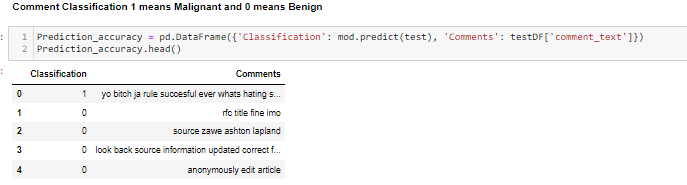 Comment Classification 1 means Malignant and 0 means Benign
1 Prediction_accuracy = pd.DataFrame({'Classification': mod.predict(test), 'Comments': testDF['comment_text']})
2 Prediction_accuracy.head()
Classification Comments
0 1 yo bitch ja rule succesful ever whats hating s...
1 0 rfc title fine imo
2 0 source zawe ashton lapland
3 0 look back source information updated correct f...
4 0 anonymously edit article